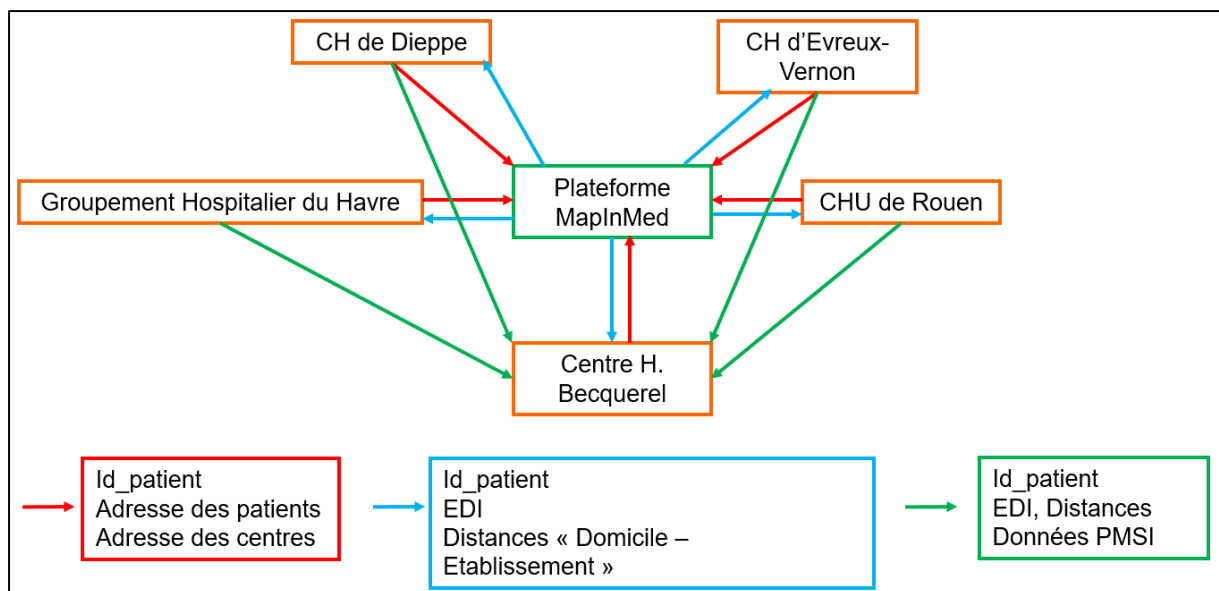 CH de Dieppe
CH d’Evreux-
Vernon
Groupement Hospitalier du Havre
Plateforme
MapInMed
CHU de Rouen
Centre H.
Becquerel
Id_patient
Adresse des patients
Adresse des centres
Id_patient
EDI
Distances « Domicile –
Etablissement »
Id_patient
EDI, Distances
Données PMSI